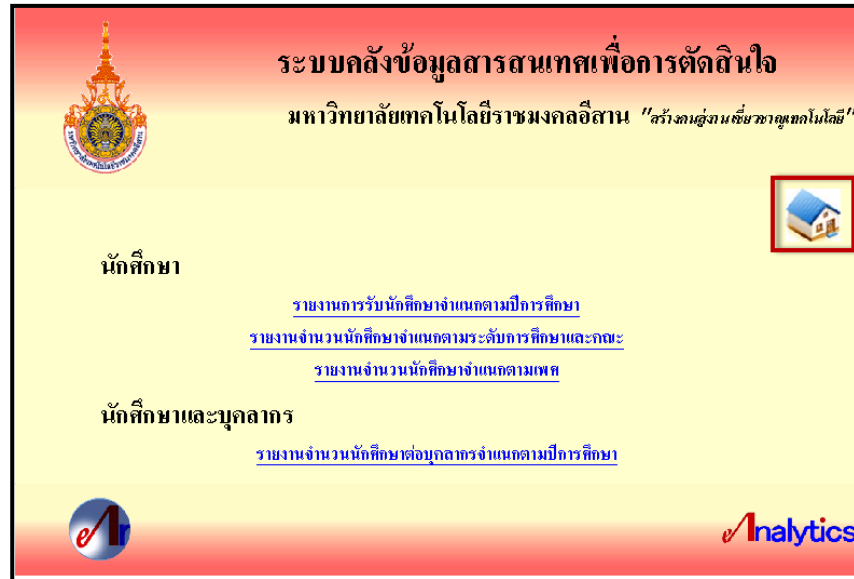 ระบบคลังข้อมูลสารสนเทศเพื่อการตัดสินใจ
มหาวิทยาลัยเทคโนโลยีราชมงคลอีสาน "สร้างคนสู่งานเชี่ยวชาญเทคโนโลยี"
นักศึกษา
รายงานการรับนักศึกษาจำแนกตามปีการศึกษา
รายงานจำนวนนักศึกษาจำแนกตามระดับการศึกษาและคณะ
รายงานจำนวนนักศึกษาจำแนกตามเพศ
นักศึกษาและบุคลากร
รายงานจำนวนนักศึกษาต่อบุคลากรจำแนกตามปีการศึกษา
eAnalytics